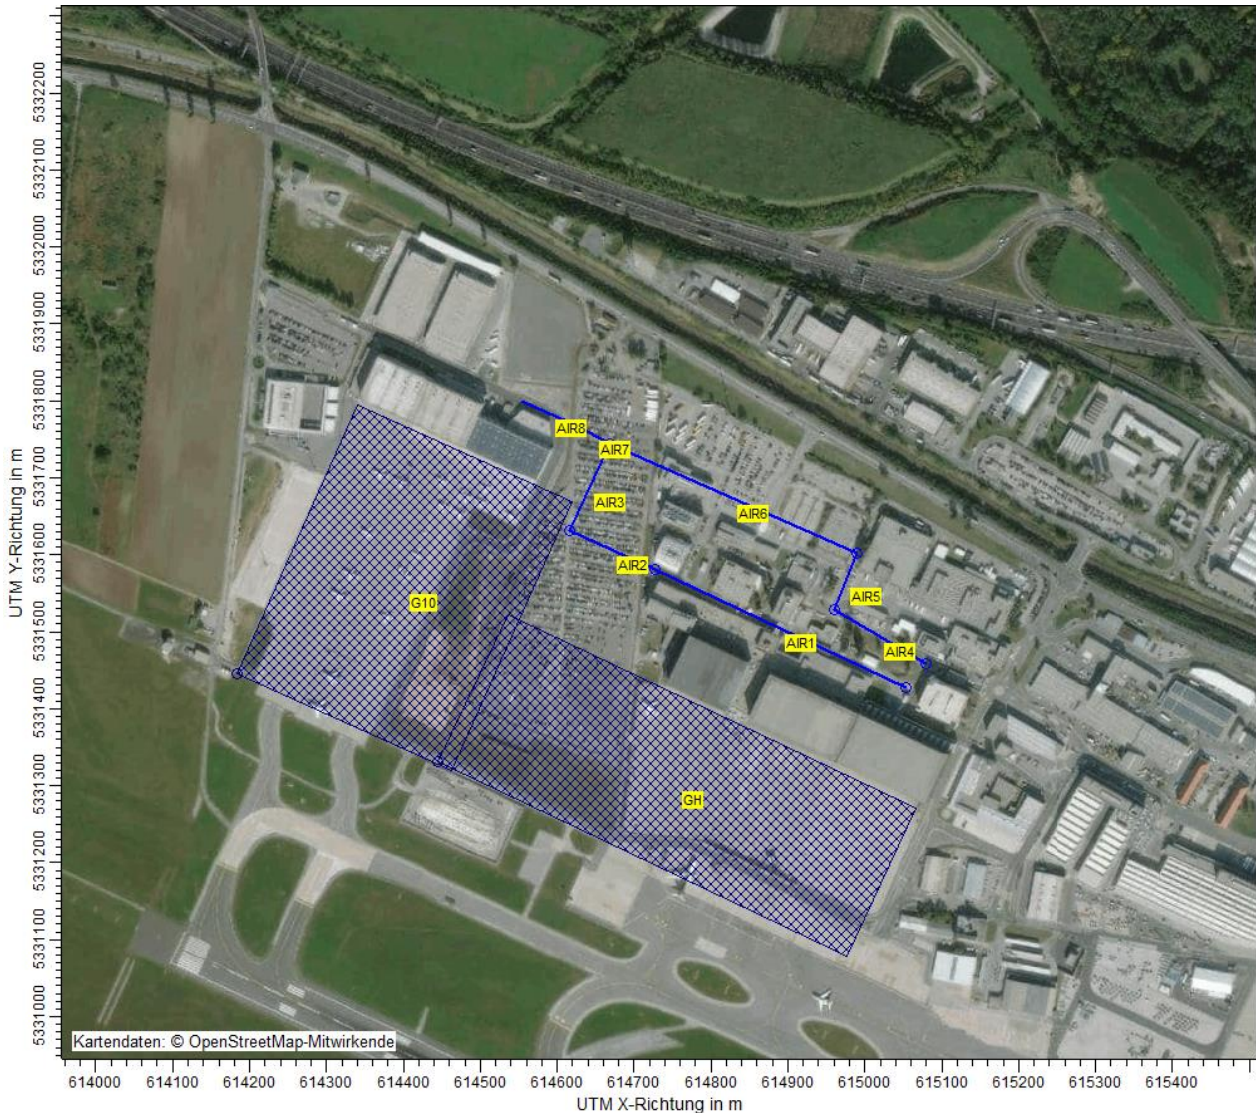 UTM Y-Richtung in m
5332200
5332100
5332000
5331900
5331800
5331700
5331600
5331500
5331400
5331300
5331200
5331100
5331000
AIR8
AIR7
AIR3
AIR6
AIR2
AIR5
G10
AIR1
AIR4
GH
Kartendaten: © OpenStreetMap-Mitwirkende
614000 614100 614200 614300 614400 614500 614600 614700 614800 614900 615000 615100 615200 615300 615400
UTM X-Richtung in m